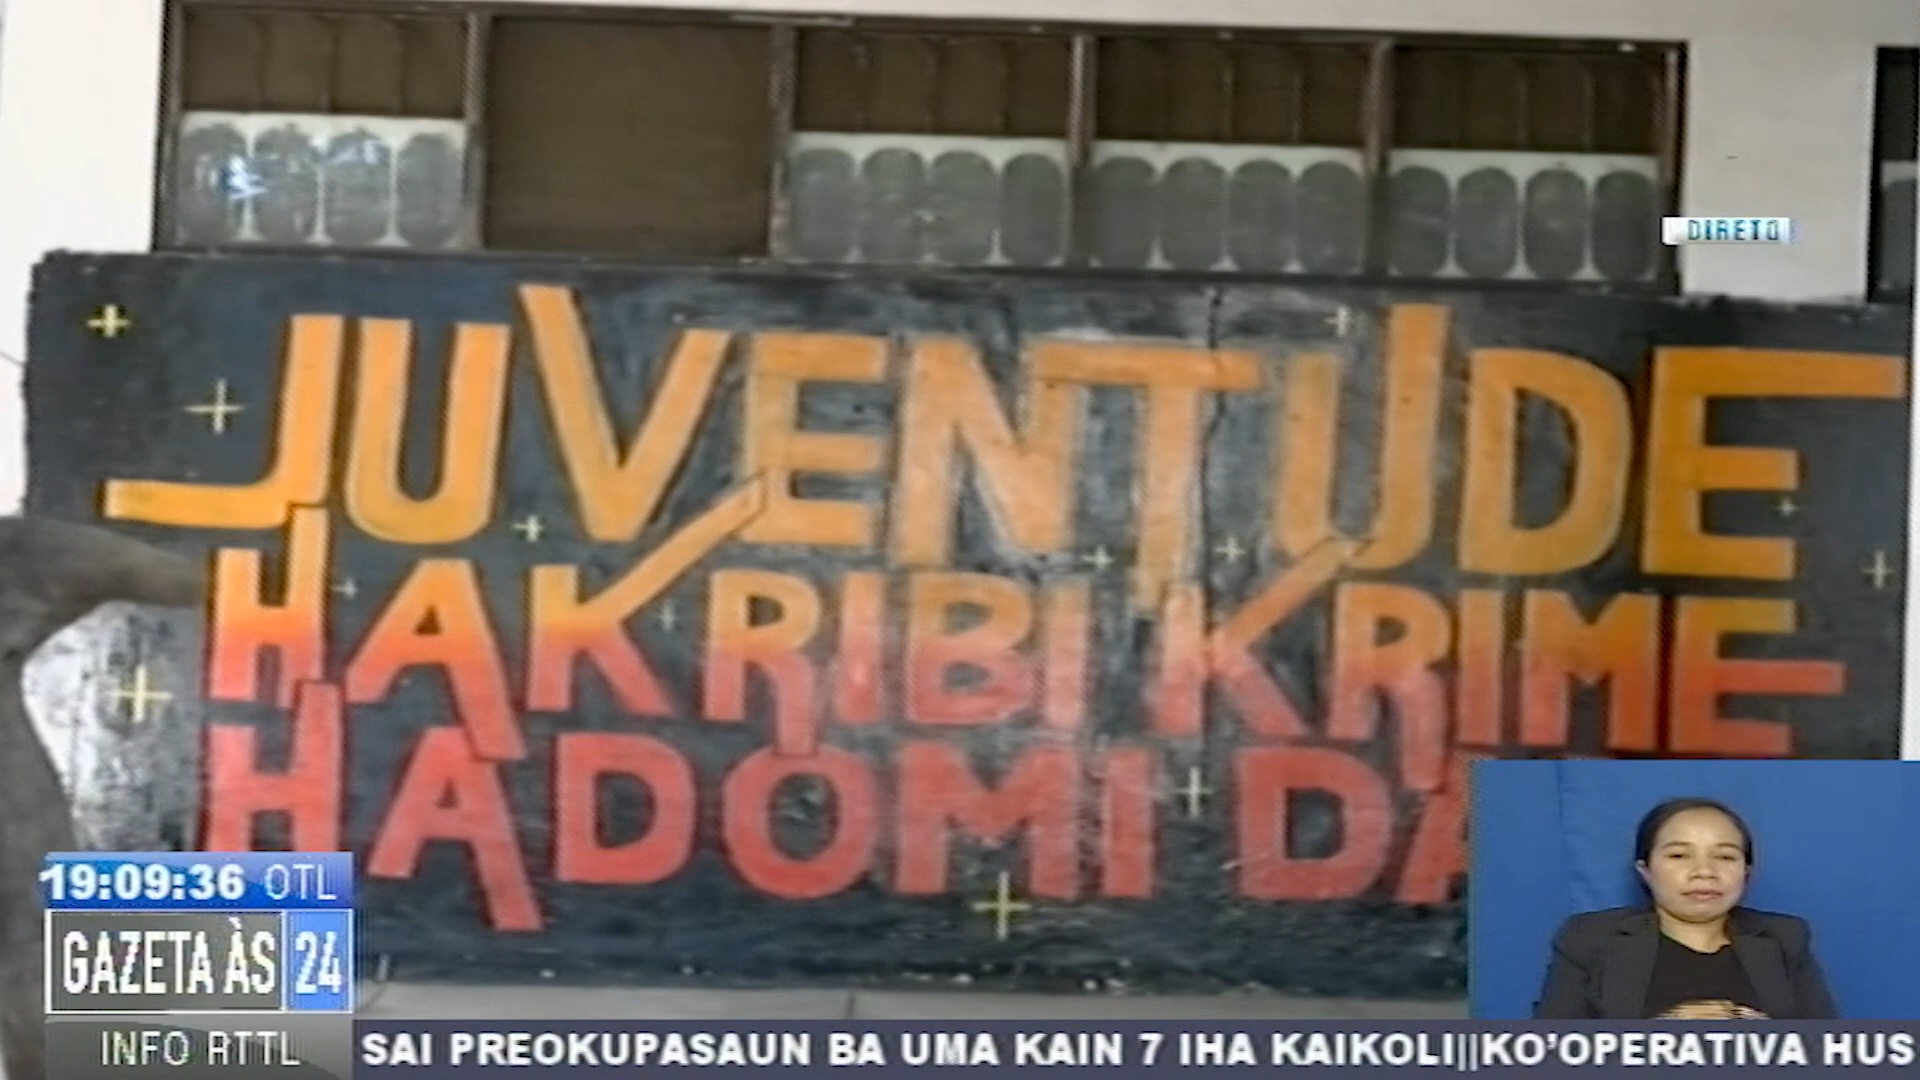 DIRETO
JUVENTUDE
HAKRIBI KRIME
HADOMI
19:09:36 OTL
GAZETA ÀS 24
INFO RTTL
SAI PREOKUPASAUN BA UMA KAIN 7 IHA KAIKOLI||KO'OPERATIVA HUS